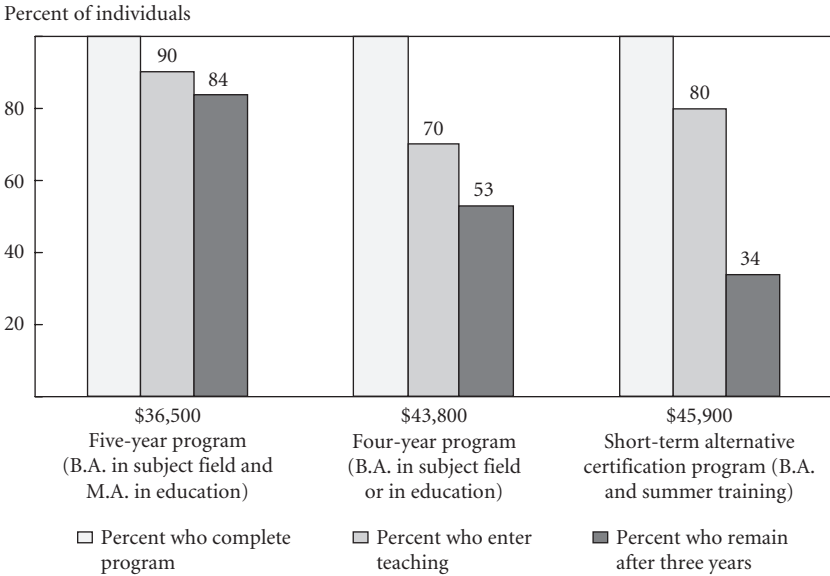 Percent of individuals
90
84
70
53
80
34
80
60
40
20
$36,500
Five-year program
(B.A. in subject field and
M.A. in education)
$43,800
Four-year program
(B.A. in subject field
or in education)
$45,900
Short-term alternative
certification program (B.A.
and summer training)
Percent who complete
program
Percent who enter
teaching
Percent who remain
after three years